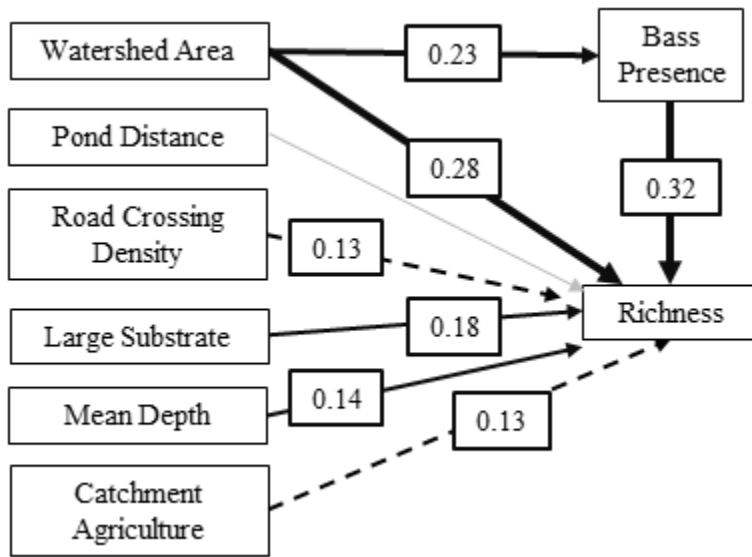 Watershed Area
0.23
Bass
Presence
Pond Distance
0.28
0.32
Road Crossing
Density
0.13
Richness
Large Substrate
0.18
Mean Depth
0.14
0.13
Catchment
Agriculture